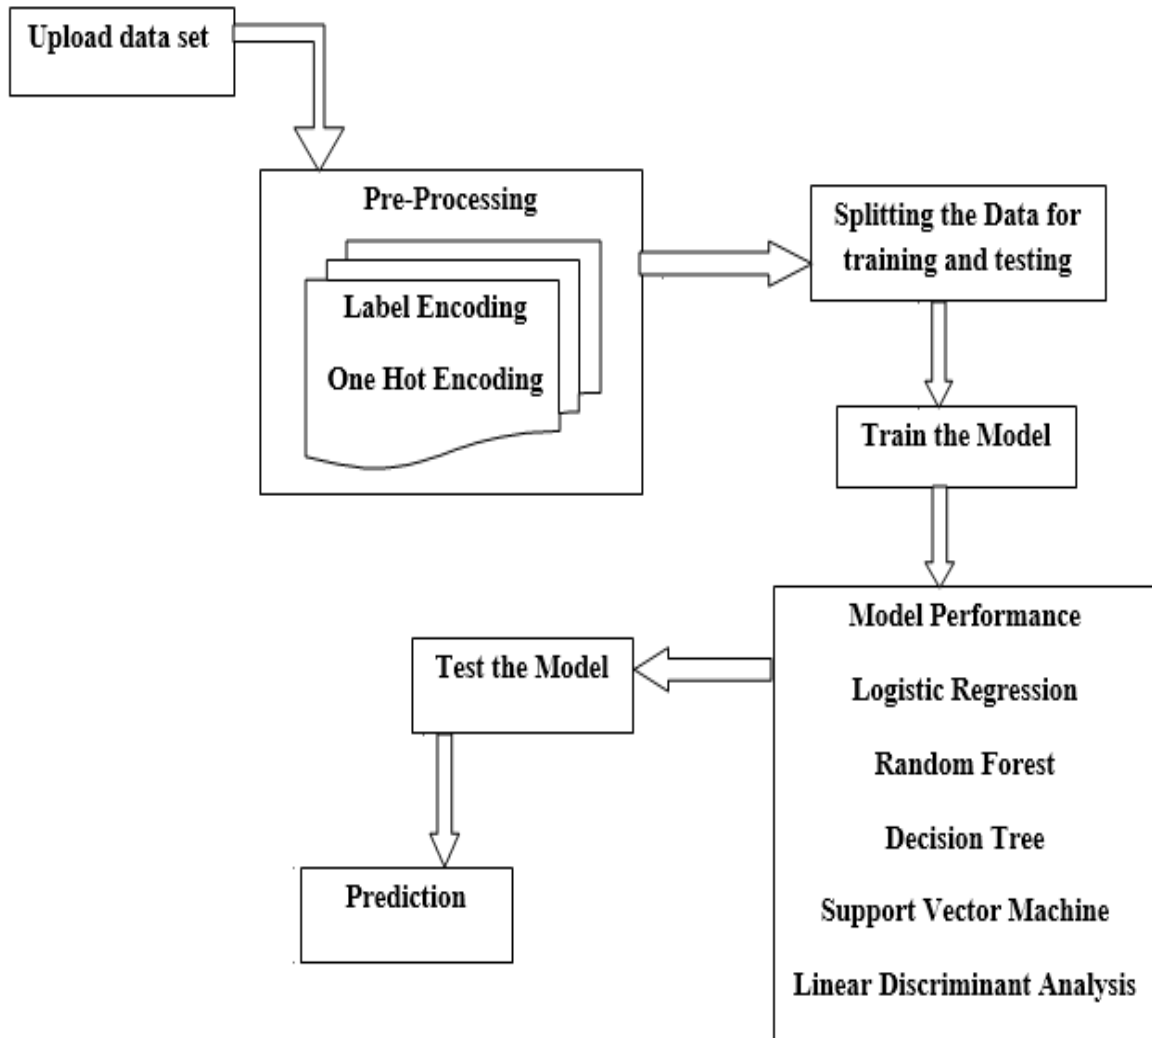 Upload data set
Pre-Processing
Label Encoding
One Hot Encoding
Splitting the Data for
training and testing
Train the Model
Model Performance
Logistic Regression
Random Forest
Decision Tree
Support Vector Machine
Linear Discriminant Analysis
Test the Model
Prediction